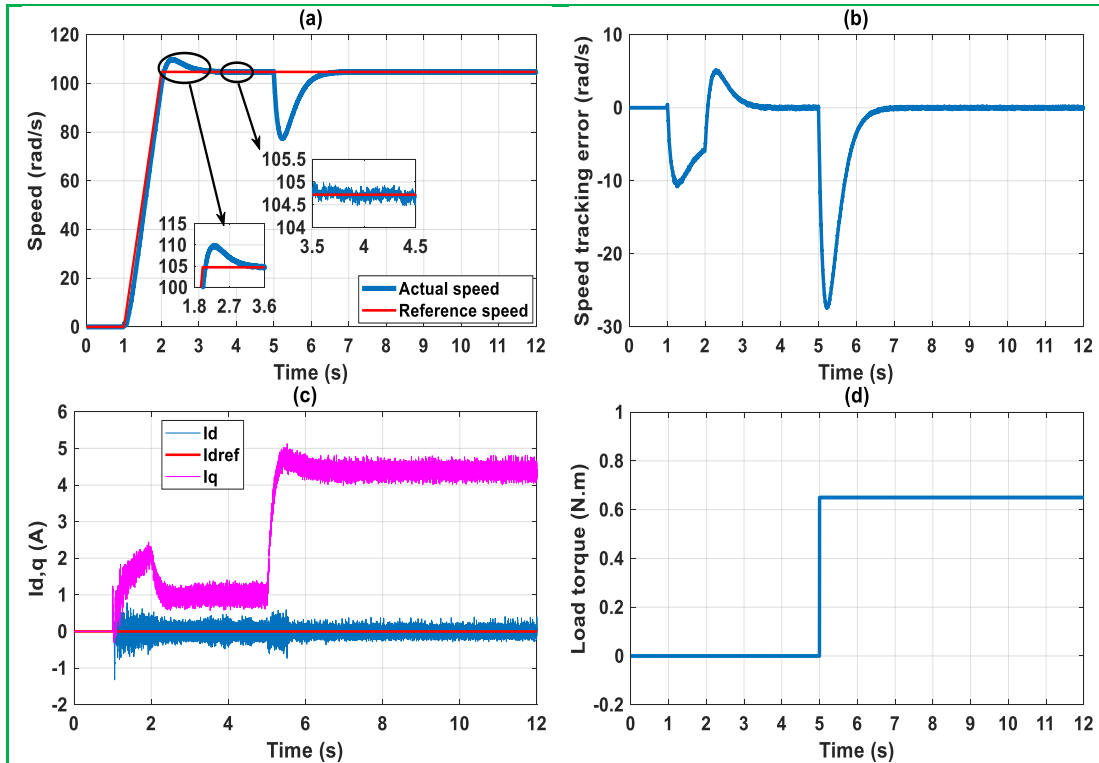 (a)
120
100
80
60
40
20
0
Speed (rad/s)
105.5
105
104.5
104
3.5 4 4.5
115
110
105
100
1.8 2.7 3.6
Actual speed
Reference speed
0 1 2 3 4 5 6 7 8 9 10 11 12
Time (s)
(b)
10
0
-10
-20
-30
Speed tracking error (rad/s)
0 1 2 3 4 5 6 7 8 9 10 11 12
Time (s)
(c)
6
5
4
3
2
1
0
-1
-2
Id,q (A)
Id
Idref
Iq
0 2 4 6 8 10 12
Time (s)
(d)
1
0.8
0.6
0.4
0.2
0
-0.2
Load torque (N.m)
0 1 2 3 4 5 6 7 8 9 10 11 12
Time (s)